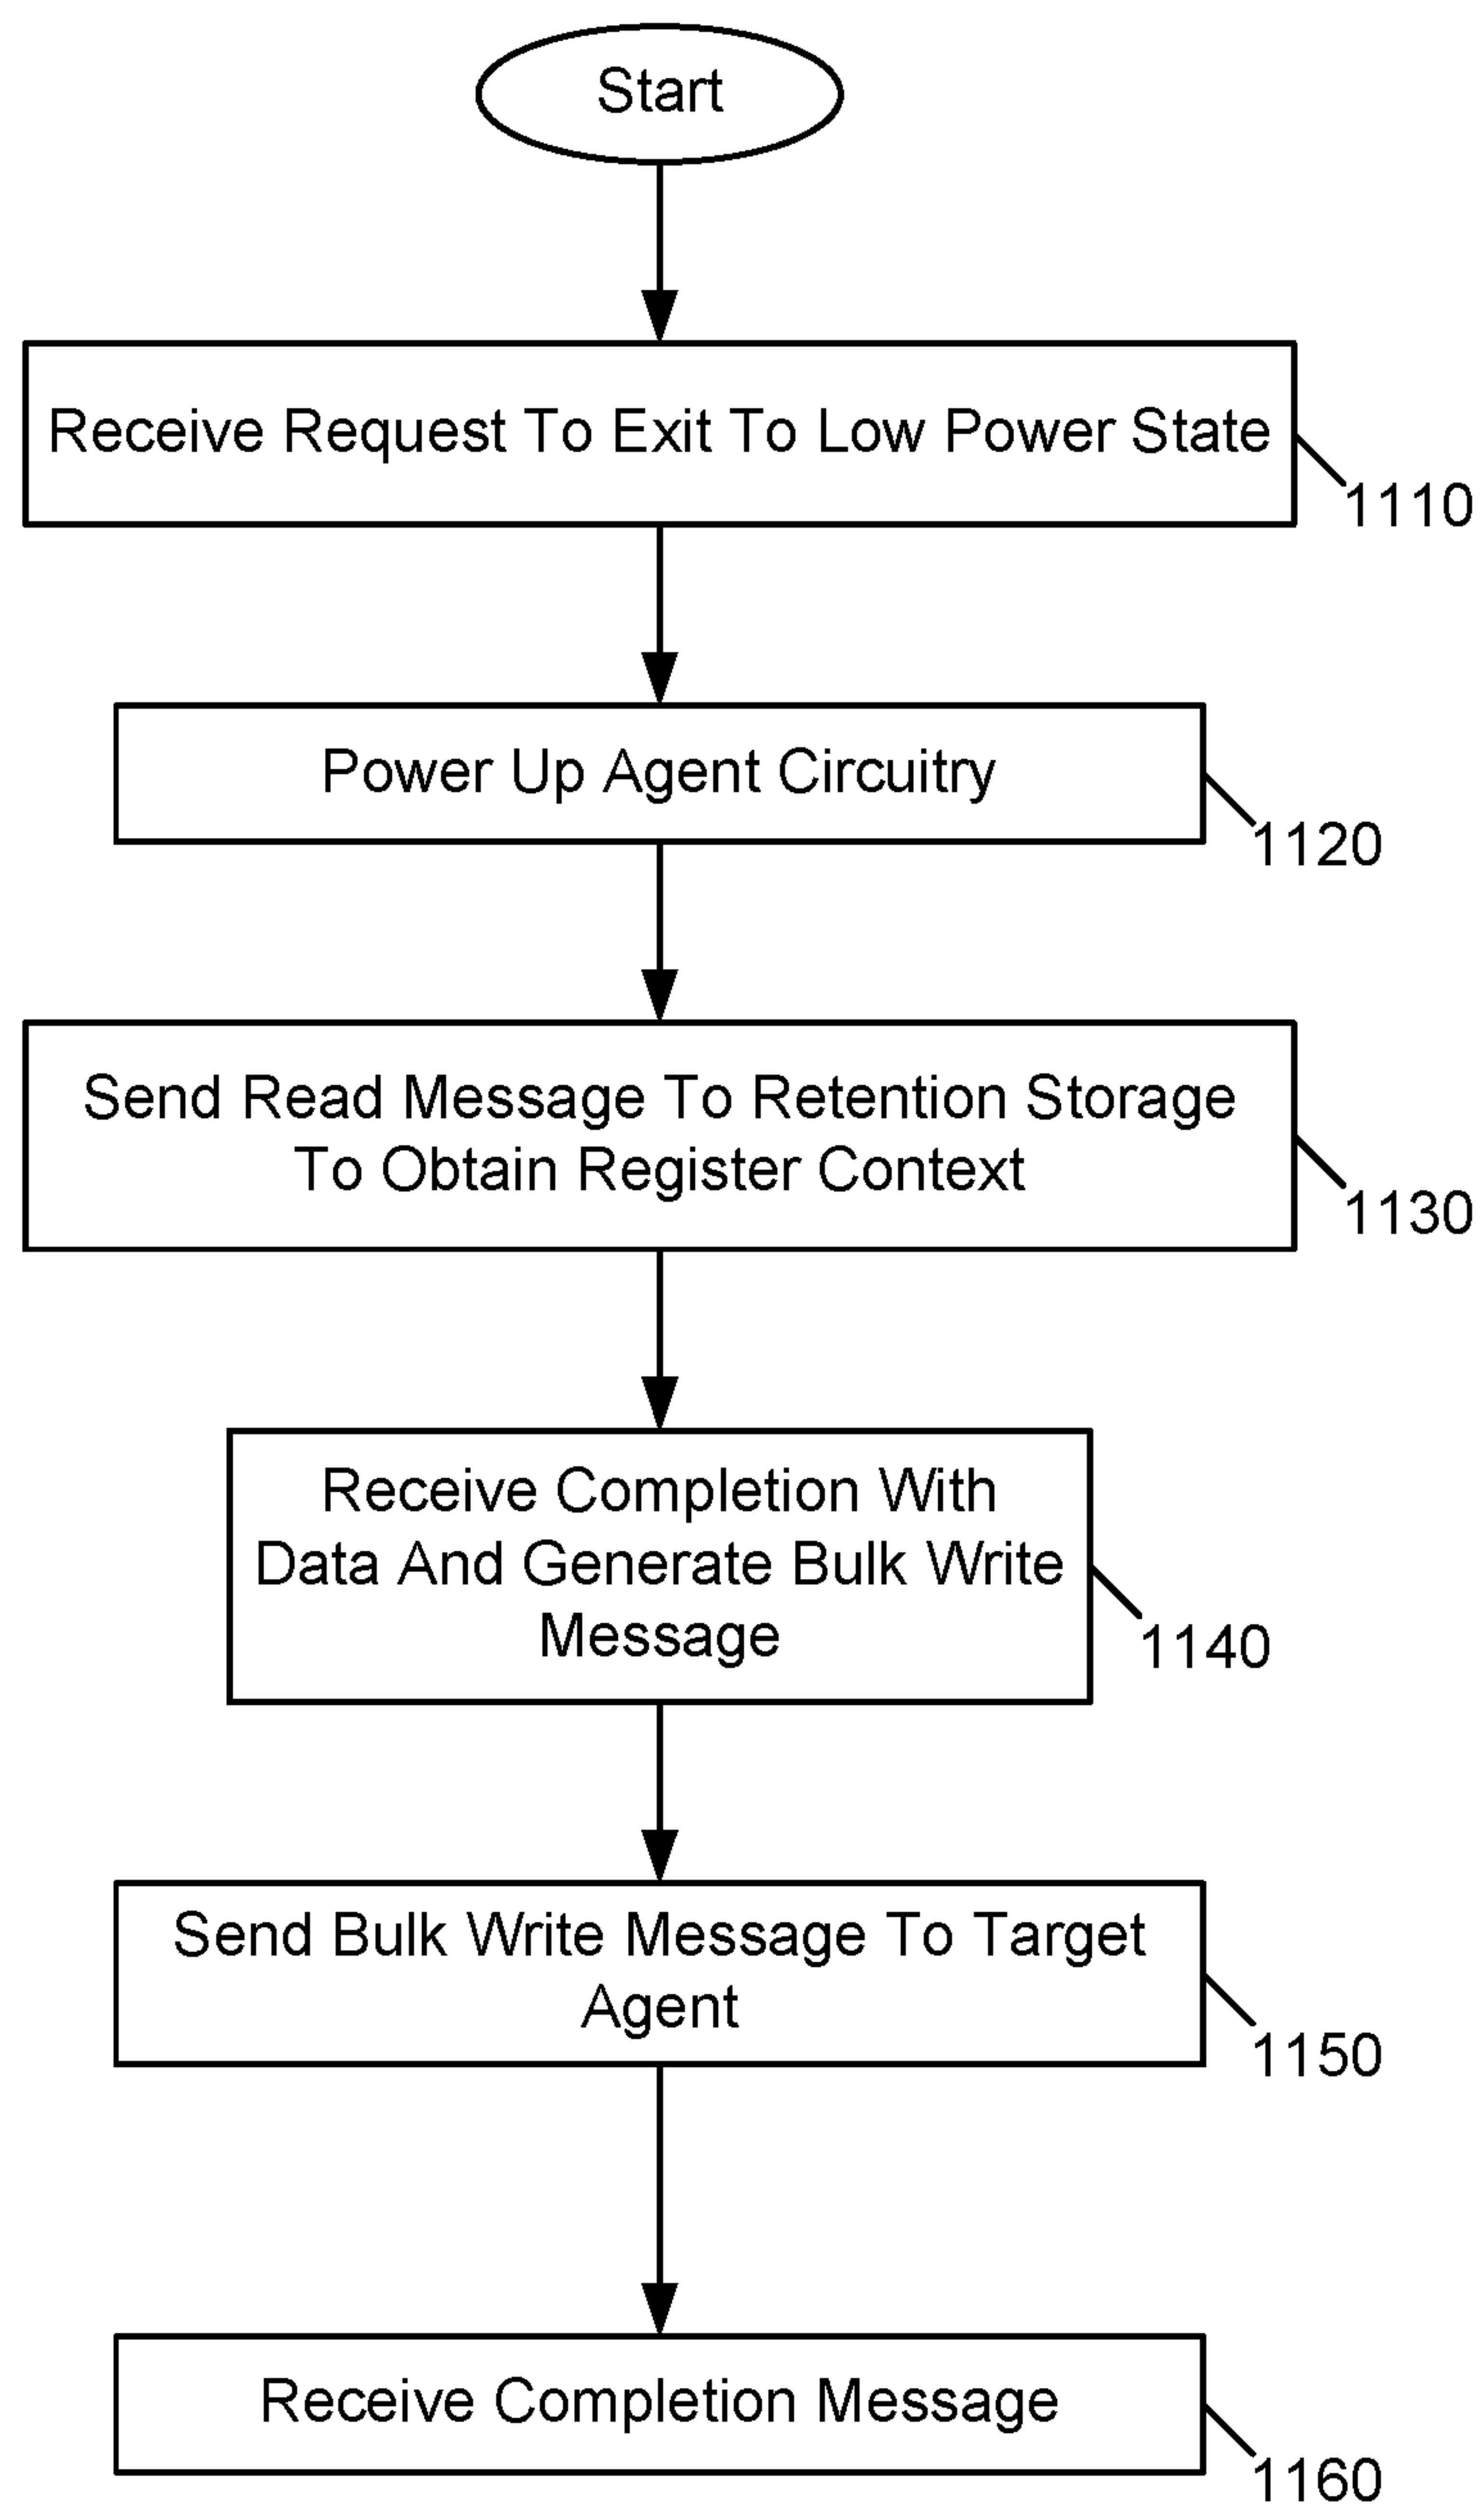 Start
Receive Request To Exit To Low Power State
1110
Power Up Agent Circuitry
1120
Send Read Message To Retention Storage
To Obtain Register Context
1130
Receive Completion With
Data And Generate Bulk Write
Message
1140
Send Bulk Write Message To Target
Agent
1150
Receive Completion Message
1160